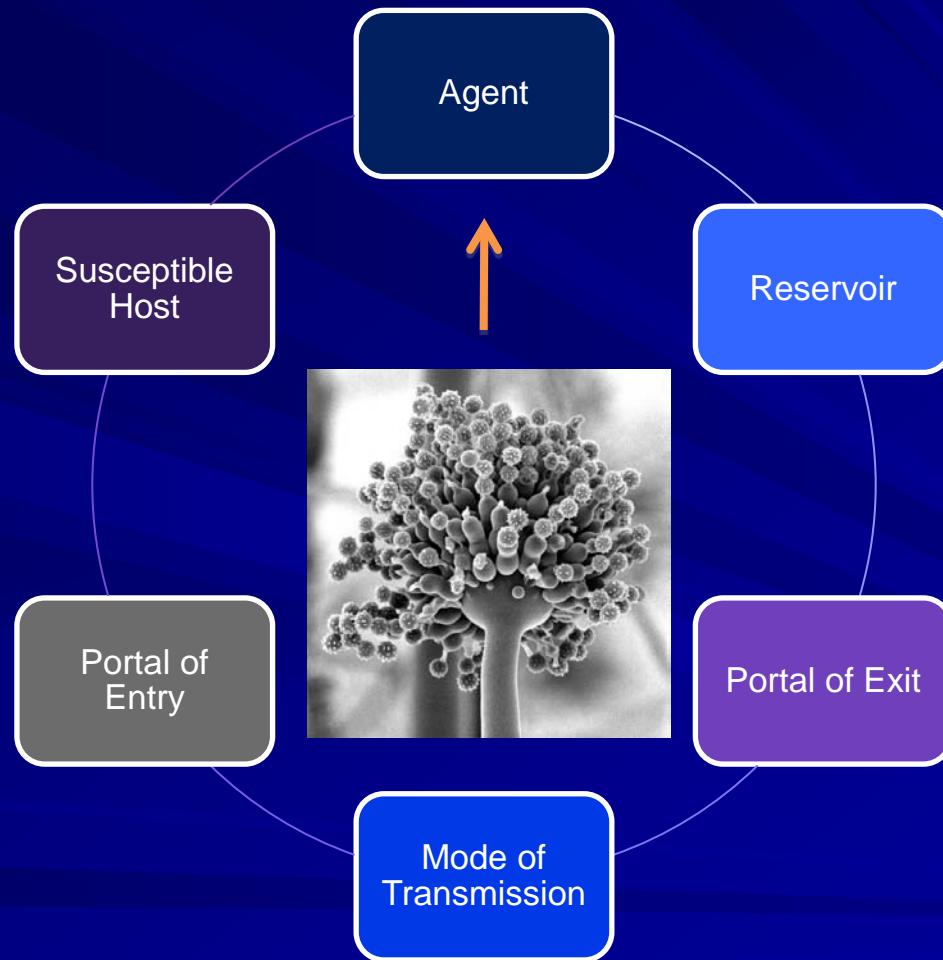 Agent
Susceptible
Host
Reservoir
Portal of
Entry
Portal of Exit
Mode of
Transmission